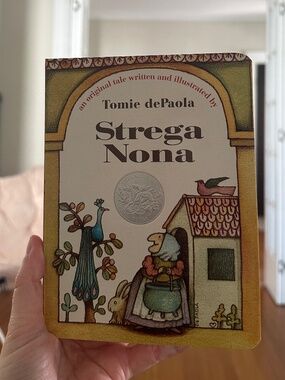 an original tale written and illustrated by
Tomie dePaola
Strega
Nona